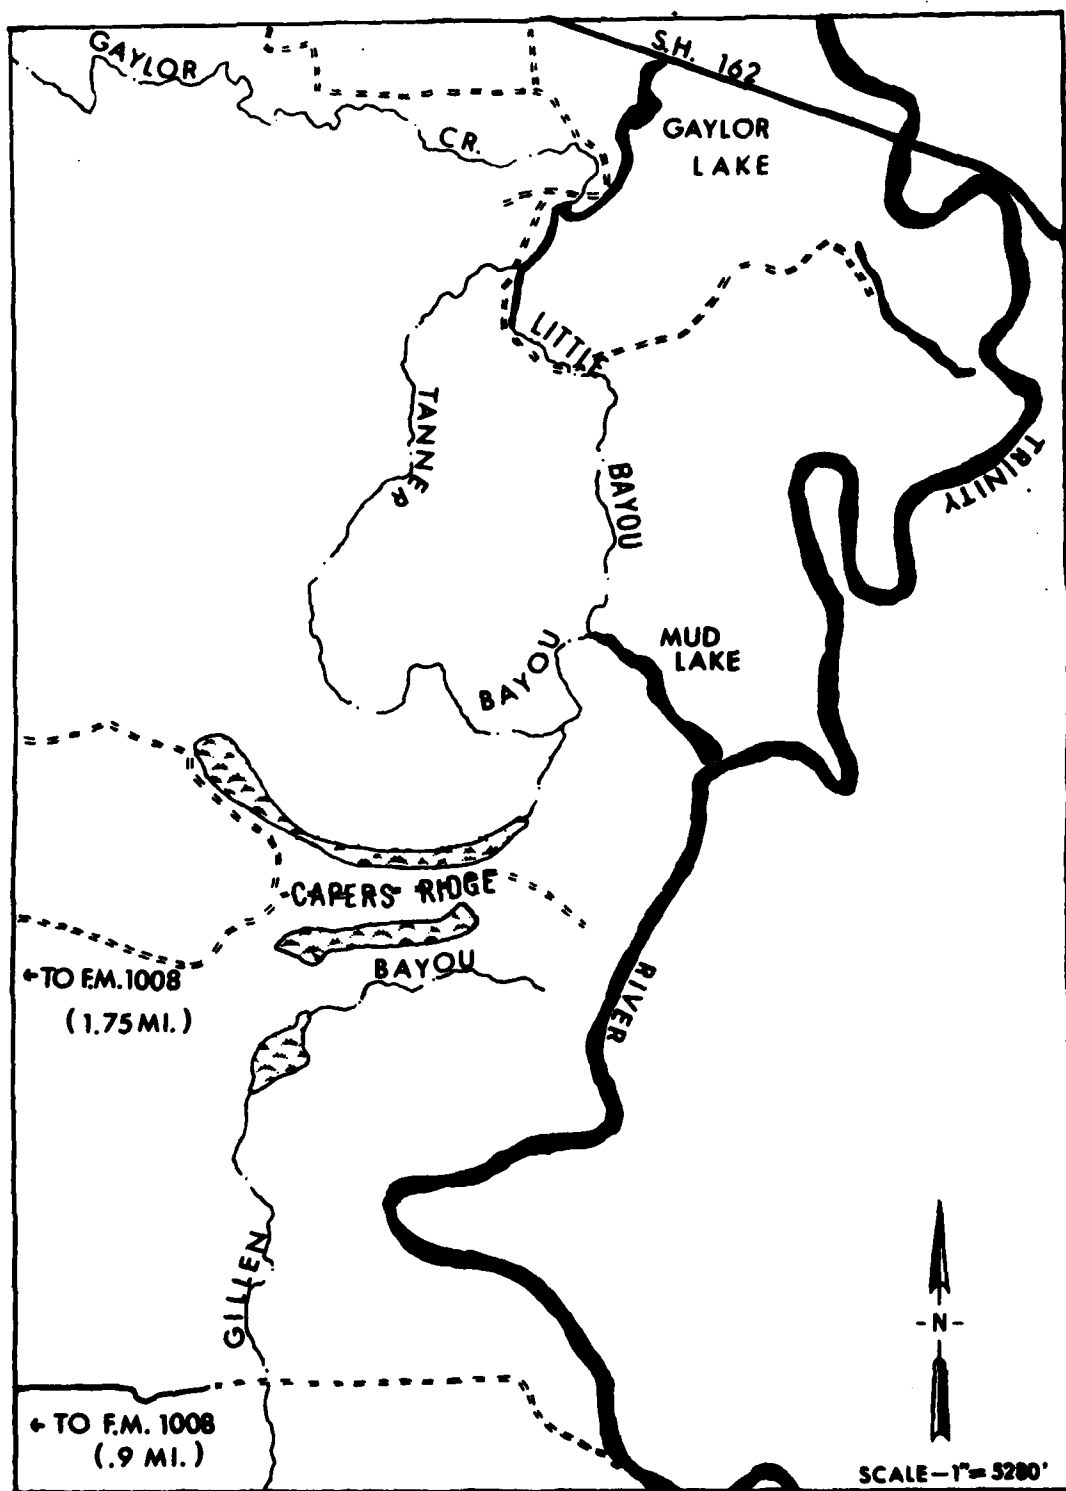 GAYLOR
CR.
S.H. 162
GAYLOR
LAKE
LITTLE
BAYOU
TANNER
BAYOU
TRINITY
MUD
LAKE
CAPERS RIDGE
BAYOU
←TO F.M. 1008
(1.75 MI.)
RIVER
GILLEN
← TO F.M. 1008
(.9 MI.)
-N-
SCALE-1"= 5280'